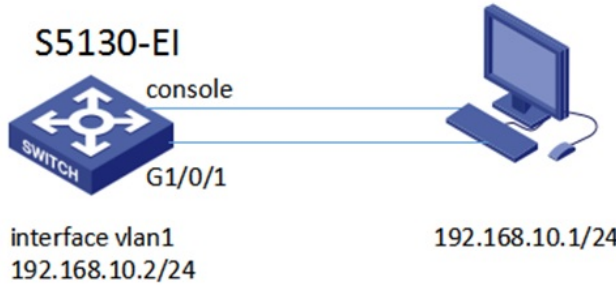 S5130-EI
console
SWITCH
G1/0/1
interface vlan1
192.168.10.2/24
192.168.10.1/24